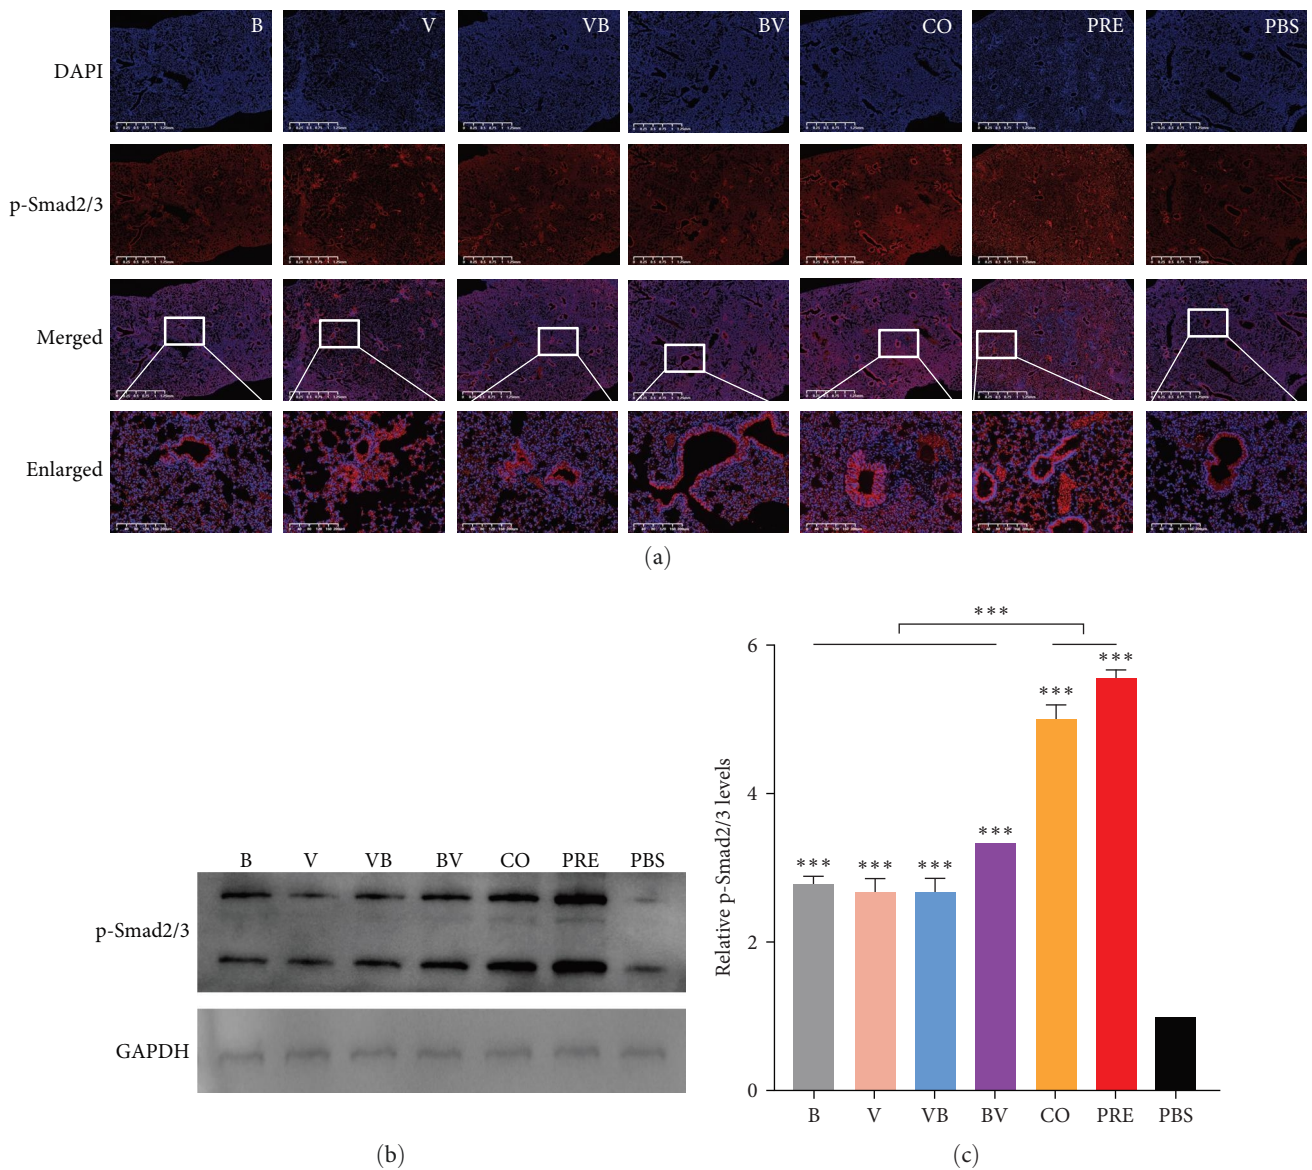 B V VB BV CO PRE PBS
DAPI
p-Smad2/3
Merged
Enlarged
(a)
B V VB BV CO PRE PBS
p-Smad2/3
GAPDH
(b)
***
6
4
2
0
Relative p-Smad2/3 levels
*** *** *** *** *** ***
B V VB BV CO PRE PBS
(c)